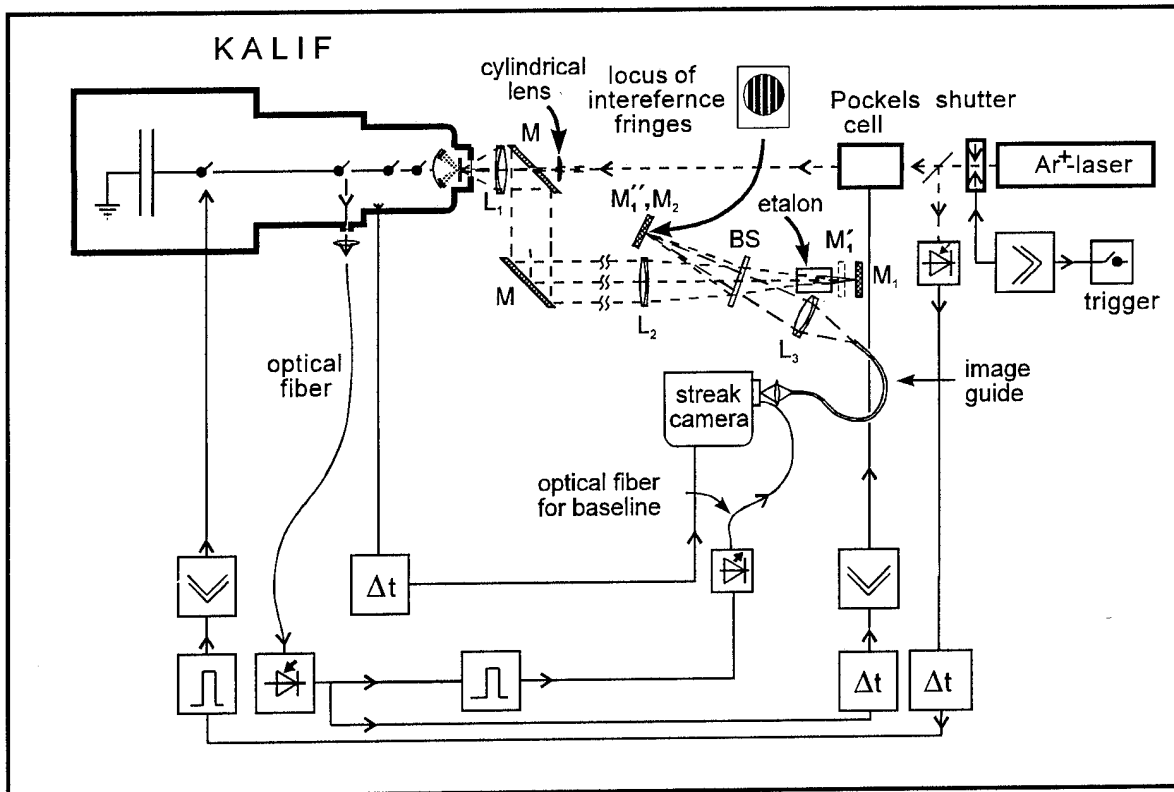 KALIF
cylindrical
lens
locus of
interefernce
fringes
Pockels shutter
cell
Ar+-laser
M
L1
M1'', M2
etalon
BS
M1'
M1
M
L2
L3
trigger
optical
fiber
streak
camera
image
guide
optical fiber
for baseline
Δt
Δt
Δt